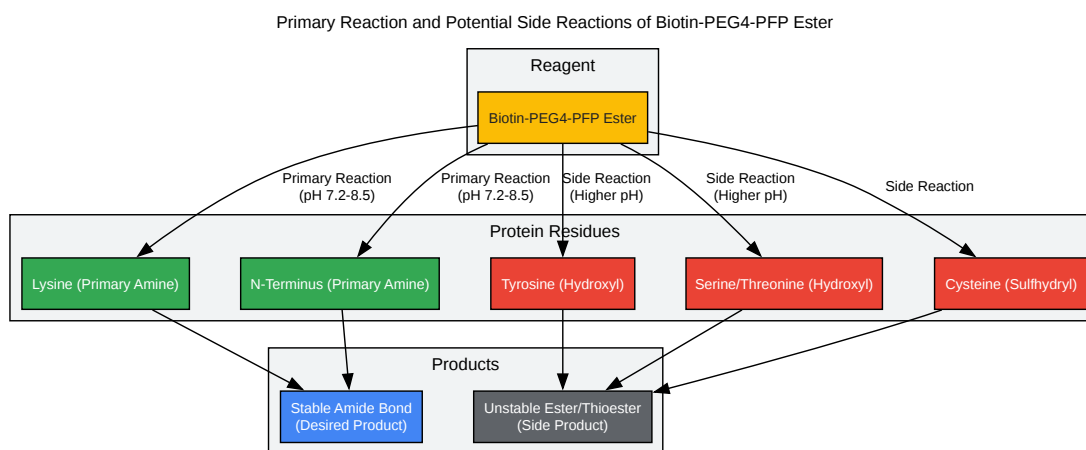 Primary Reaction and Potential Side Reactions of Biotin-PEG4-PFP Ester
Reagent
Biotin-PEG4-PFP Ester
Primary Reaction
(pH 7.2-8.5)
Primary Reaction
(pH 7.2-8.5)
Side Reaction
(Higher pH)
Side Reaction
(Higher pH)
Side Reaction
Protein Residues
Lysine (Primary Amine)
N-Terminus (Primary Amine)
Tyrosine (Hydroxyl)
Serine/Threonine (Hydroxyl)
Cysteine (Sulfhydryl)
Products
Stable Amide Bond
(Desired Product)
Unstable Ester/Thioester
(Side Product)